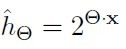 ĥ_Θ = 2^{Θ·x}